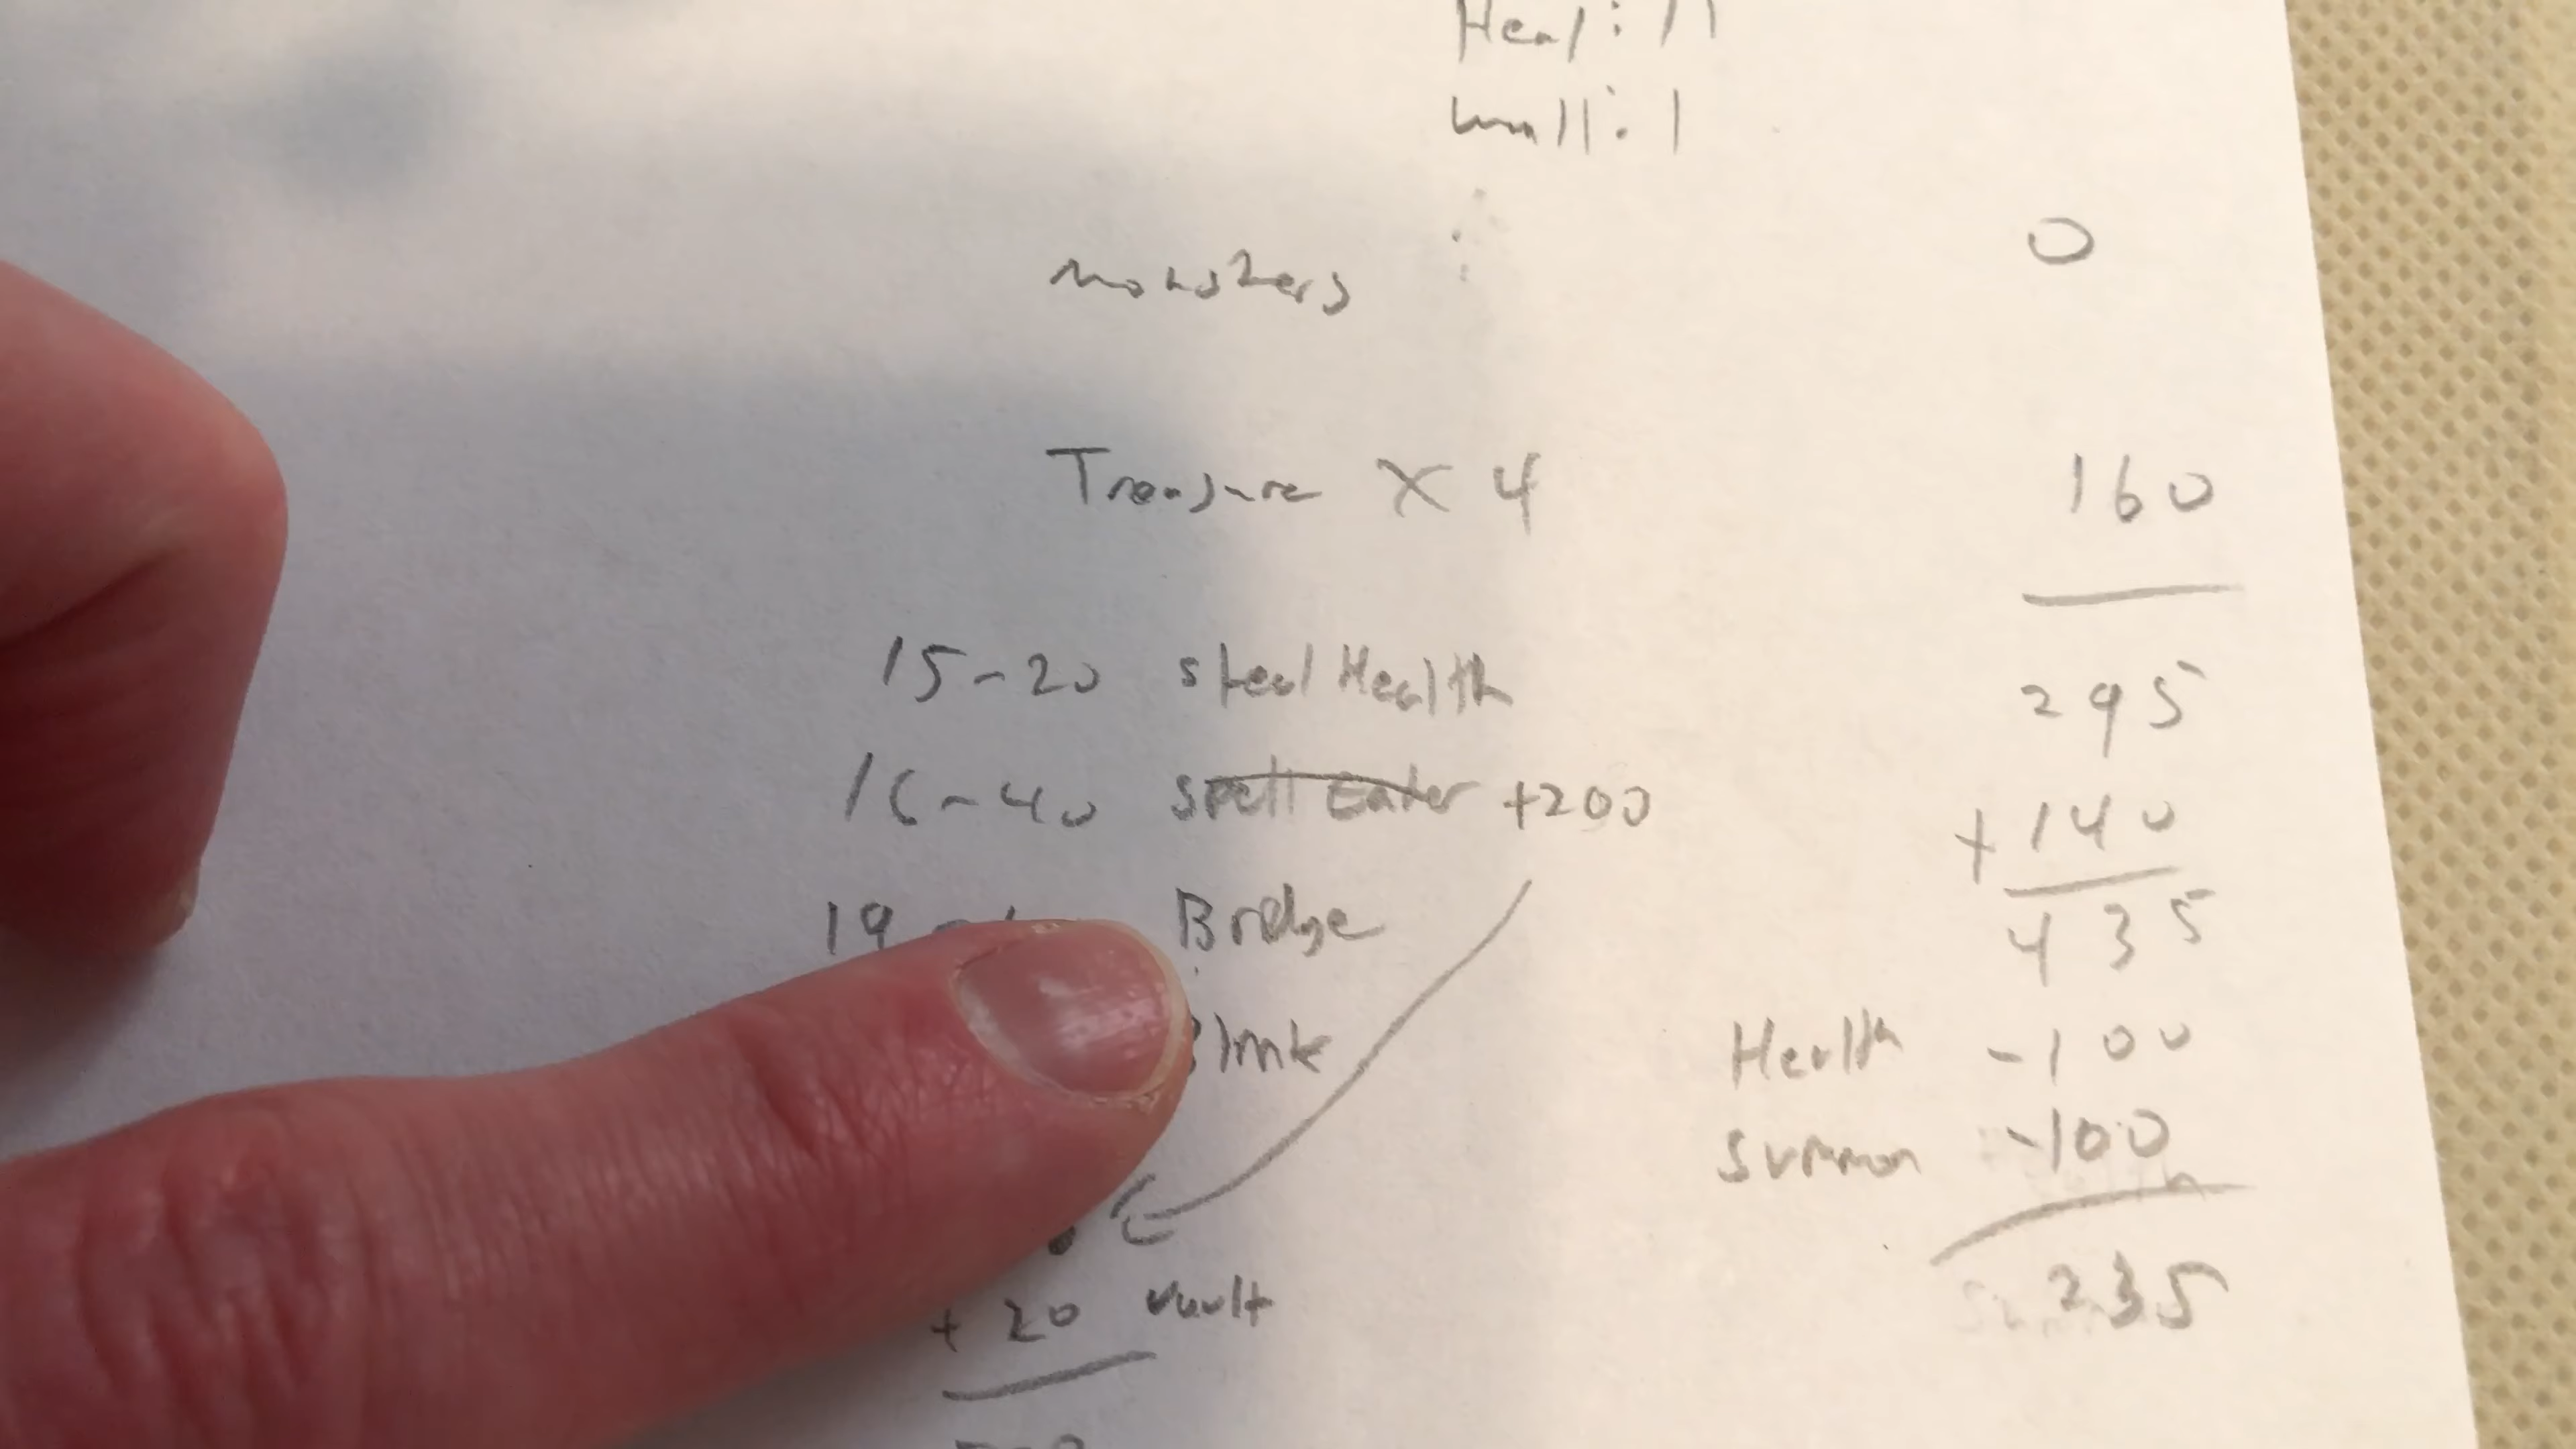 Heal: 11
wall: 1
monsters 0
Treasure X 4 160
15-20 Steal Health 295
16-40 Spell Eater +200
+140
19 Bridge 435
Health -100
Summon -100
+ 20 Vault 235